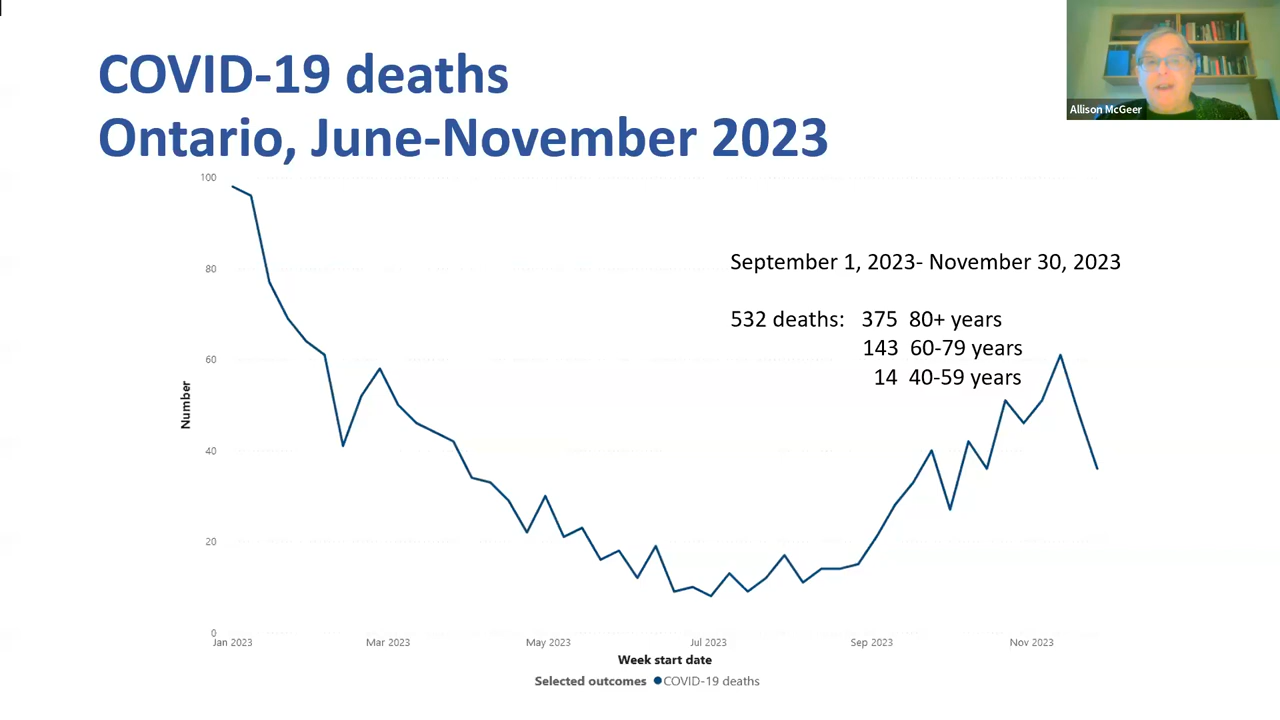 COVID-19 deaths
Ontario, June-November 2023
Allison McGeer
September 1, 2023- November 30, 2023
532 deaths: 375 80+ years
143 60-79 years
14 40-59 years
Number
100
80
60
40
20
0
Jan 2023 Mar 2023 May 2023 Jul 2023 Sep 2023 Nov 2023
Week start date
Selected outcomes COVID-19 deaths